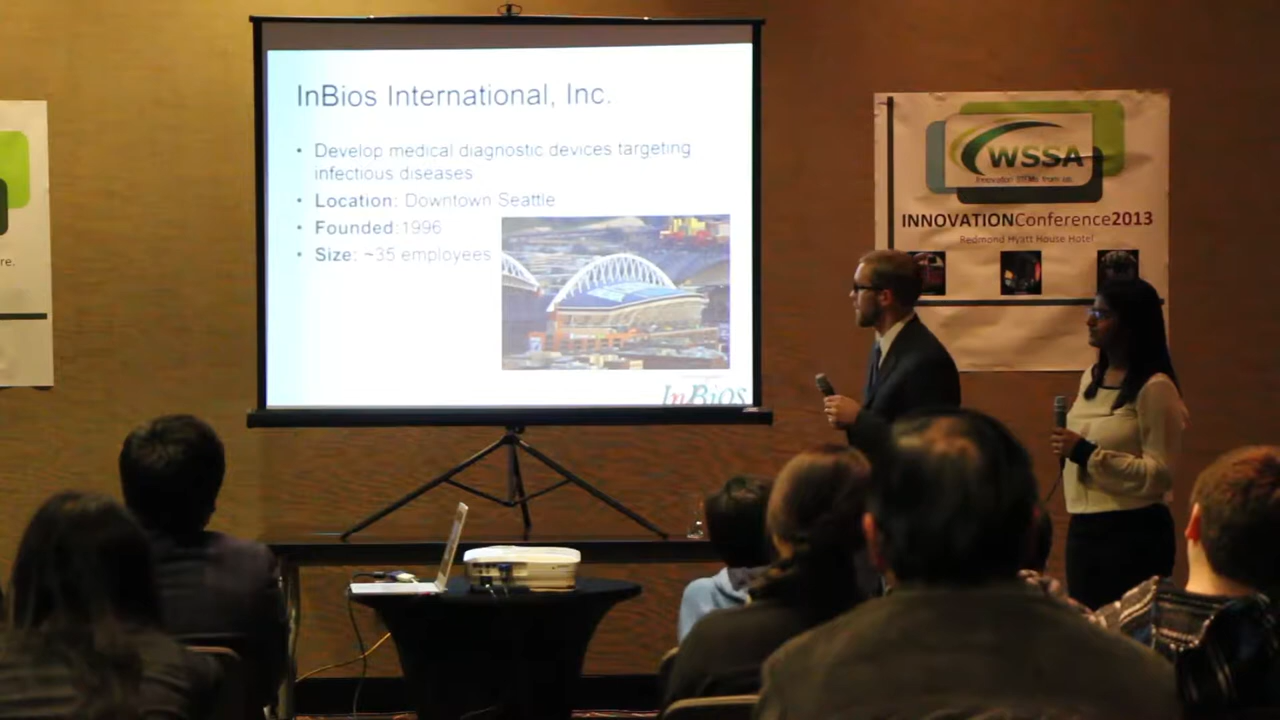 InBios International, Inc.
• Develop medical diagnostic devices targeting
infectious diseases
• Location: Downtown Seattle
• Founded: 1996
• Size: ~35 employees
InBios
WSSA
INNOVATIONConference2013
Redmond Hyatt House Hotel
re.